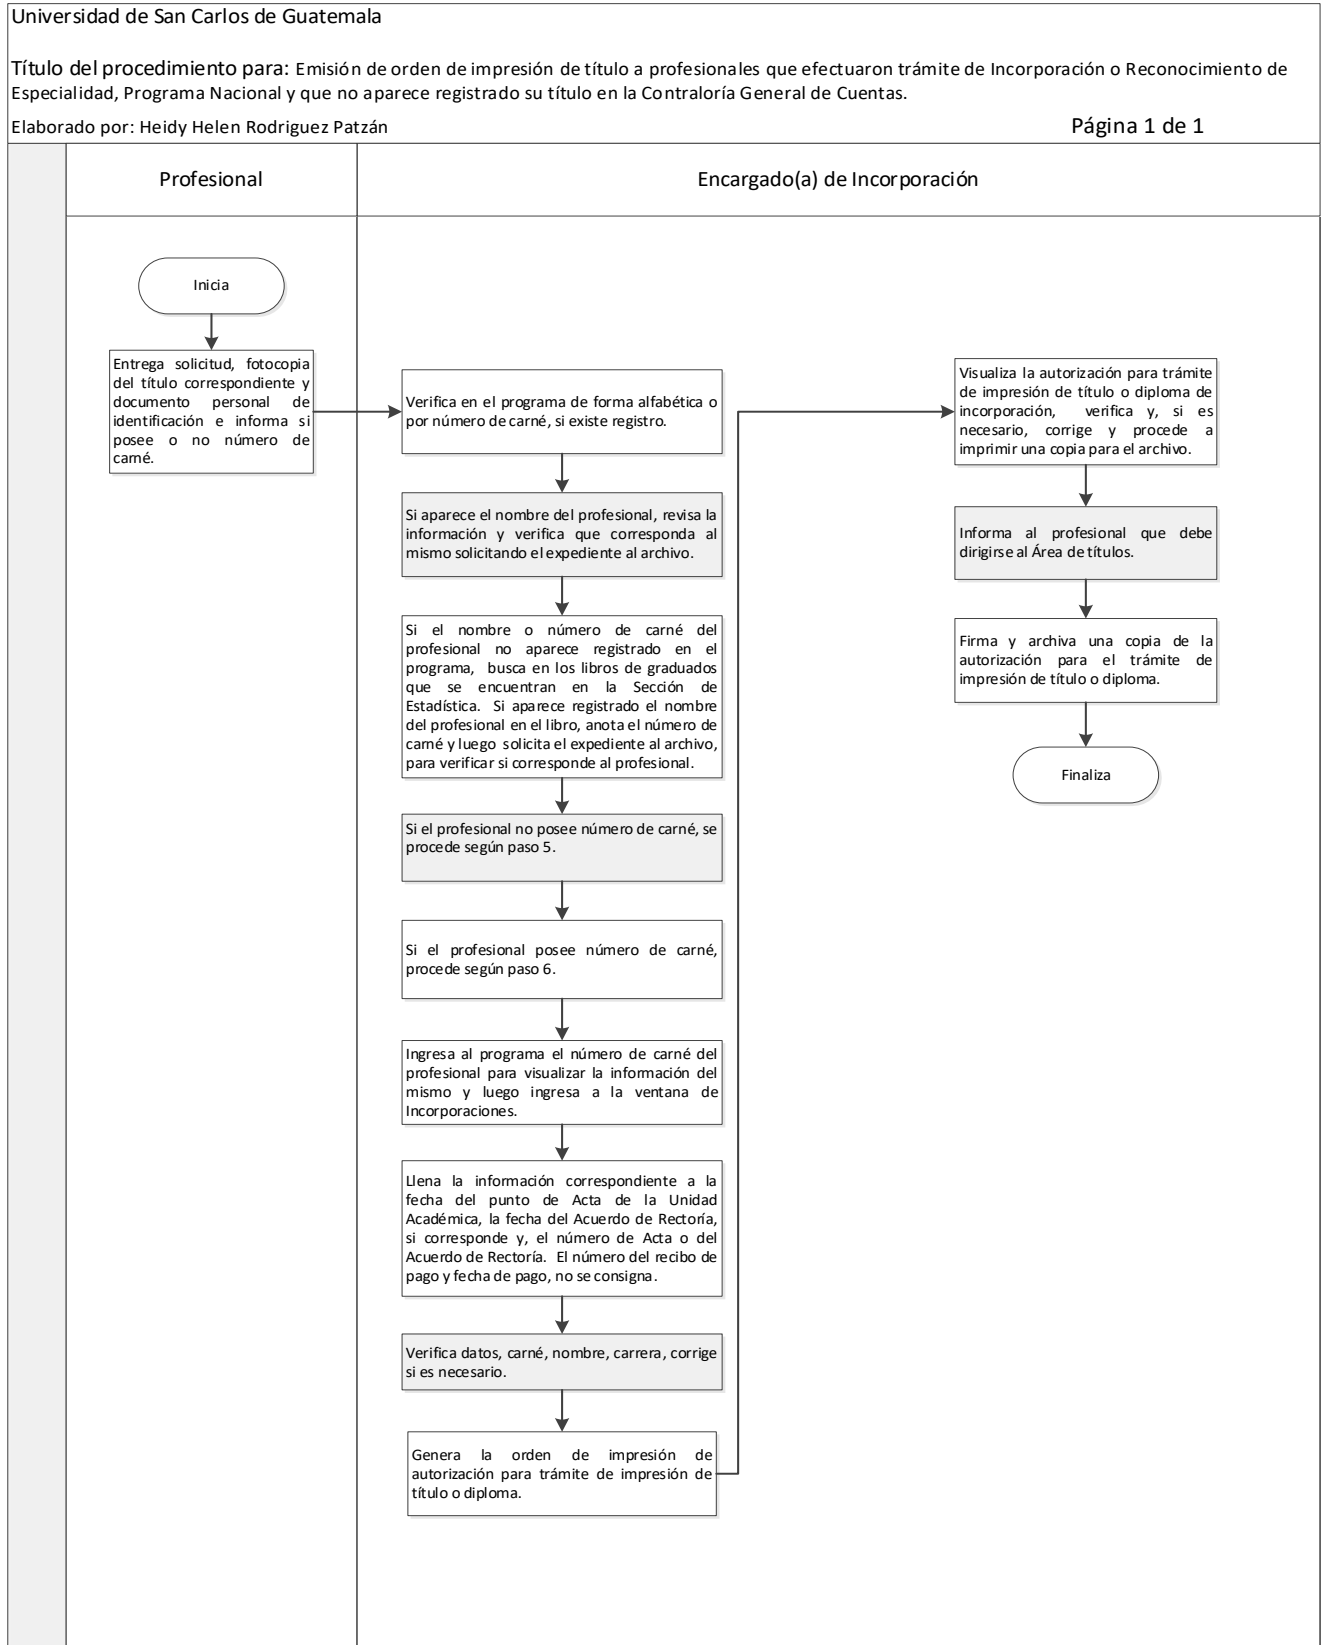 Universidad de San Carlos de Guatemala
Título del procedimiento para: Emisión de orden de impresión de título a profesionales que efectuaron trámite de Incorporación o Reconocimiento de
Especialidad, Programa Nacional y que no aparece registrado su título en la Contraloría General de Cuentas.
Elaborado por: Heidy Helen Rodriguez Patzán
Página 1 de 1
Profesional
Encargado(a) de Incorporación
Inicia
Entrega solicitud, fotocopia
del título correspondiente y
documento personal de
identificación e informa si
posee o no número de
carné.
Verifica en el programa de forma alfabética o
por número de carné, si existe registro.
Si aparece el nombre del profesional, revisa la
información y verifica que corresponda al
mismo solicitando el expediente al archivo.
Si el nombre o número de carné del
profesional no aparece registrado en el
programa, busca en los libros de graduados
que se encuentran en la Sección de
Estadística. Si aparece registrado el nombre
del profesional en el libro, anota el número de
carné y luego solicita el expediente al archivo,
para verificar si corresponde al profesional.
Si el profesional no posee número de carné, se
procede según paso 5.
Si el profesional posee número de carné,
procede según paso 6.
Ingresa al programa el número de carné del
profesional para visualizar la información del
mismo y luego ingresa a la ventana de
Incorporaciones.
Llena la información correspondiente a la
fecha del punto de Acta de la Unidad
Académica, la fecha del Acuerdo de Rectoría,
si corresponde y, el número de Acta o del
Acuerdo de Rectoría. El número del recibo de
pago y fecha de pago, no se consigna.
Verifica datos, carné, nombre, carrera, corrige
si es necesario.
Genera la orden de impresión de
autorización para trámite de impresión de
título o diploma.
Visualiza la autorización para trámite
de impresión de título o diploma de
incorporación, verifica y, si es
necesario, corrige y procede a
imprimir una copia para el archivo.
Informa al profesional que debe
dirigirse al Área de títulos.
Firma y archiva una copia de la
autorización para el trámite de
impresión de título o diploma.
Finaliza